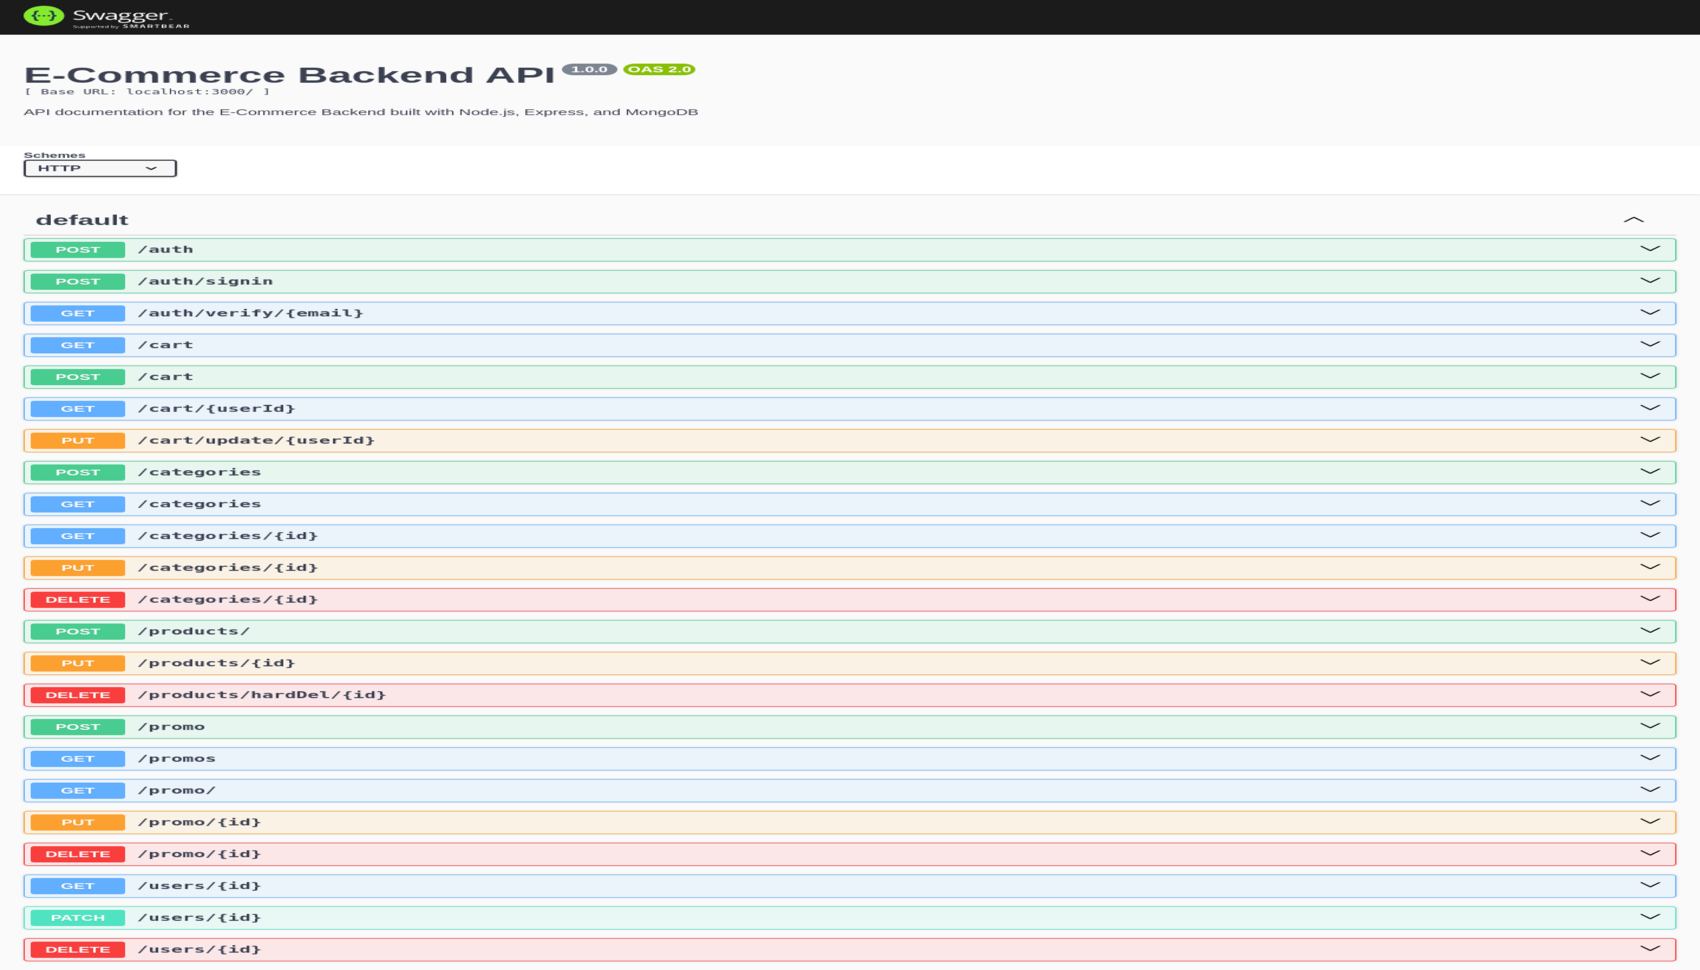 {··} Swagger.
Supported by SMARTBEAR
E-Commerce Backend API 1.0.0 OAS 2.0
[ Base URL: localhost:3000/ ]
API documentation for the E-Commerce Backend built with Node.js, Express, and MongoDB
Schemes
HTTP
default
POST /auth
POST /auth/signin
GET /auth/verify/{email}
GET /cart
POST /cart
GET /cart/{userId}
PUT /cart/update/{userId}
POST /categories
GET /categories
GET /categories/{id}
PUT /categories/{id}
DELETE /categories/{id}
POST /products/
PUT /products/{id}
DELETE /products/hardDel/{id}
POST /promo
GET /promos
GET /promo/
PUT /promo/{id}
DELETE /promo/{id}
GET /users/{id}
PATCH /users/{id}
DELETE /users/{id}